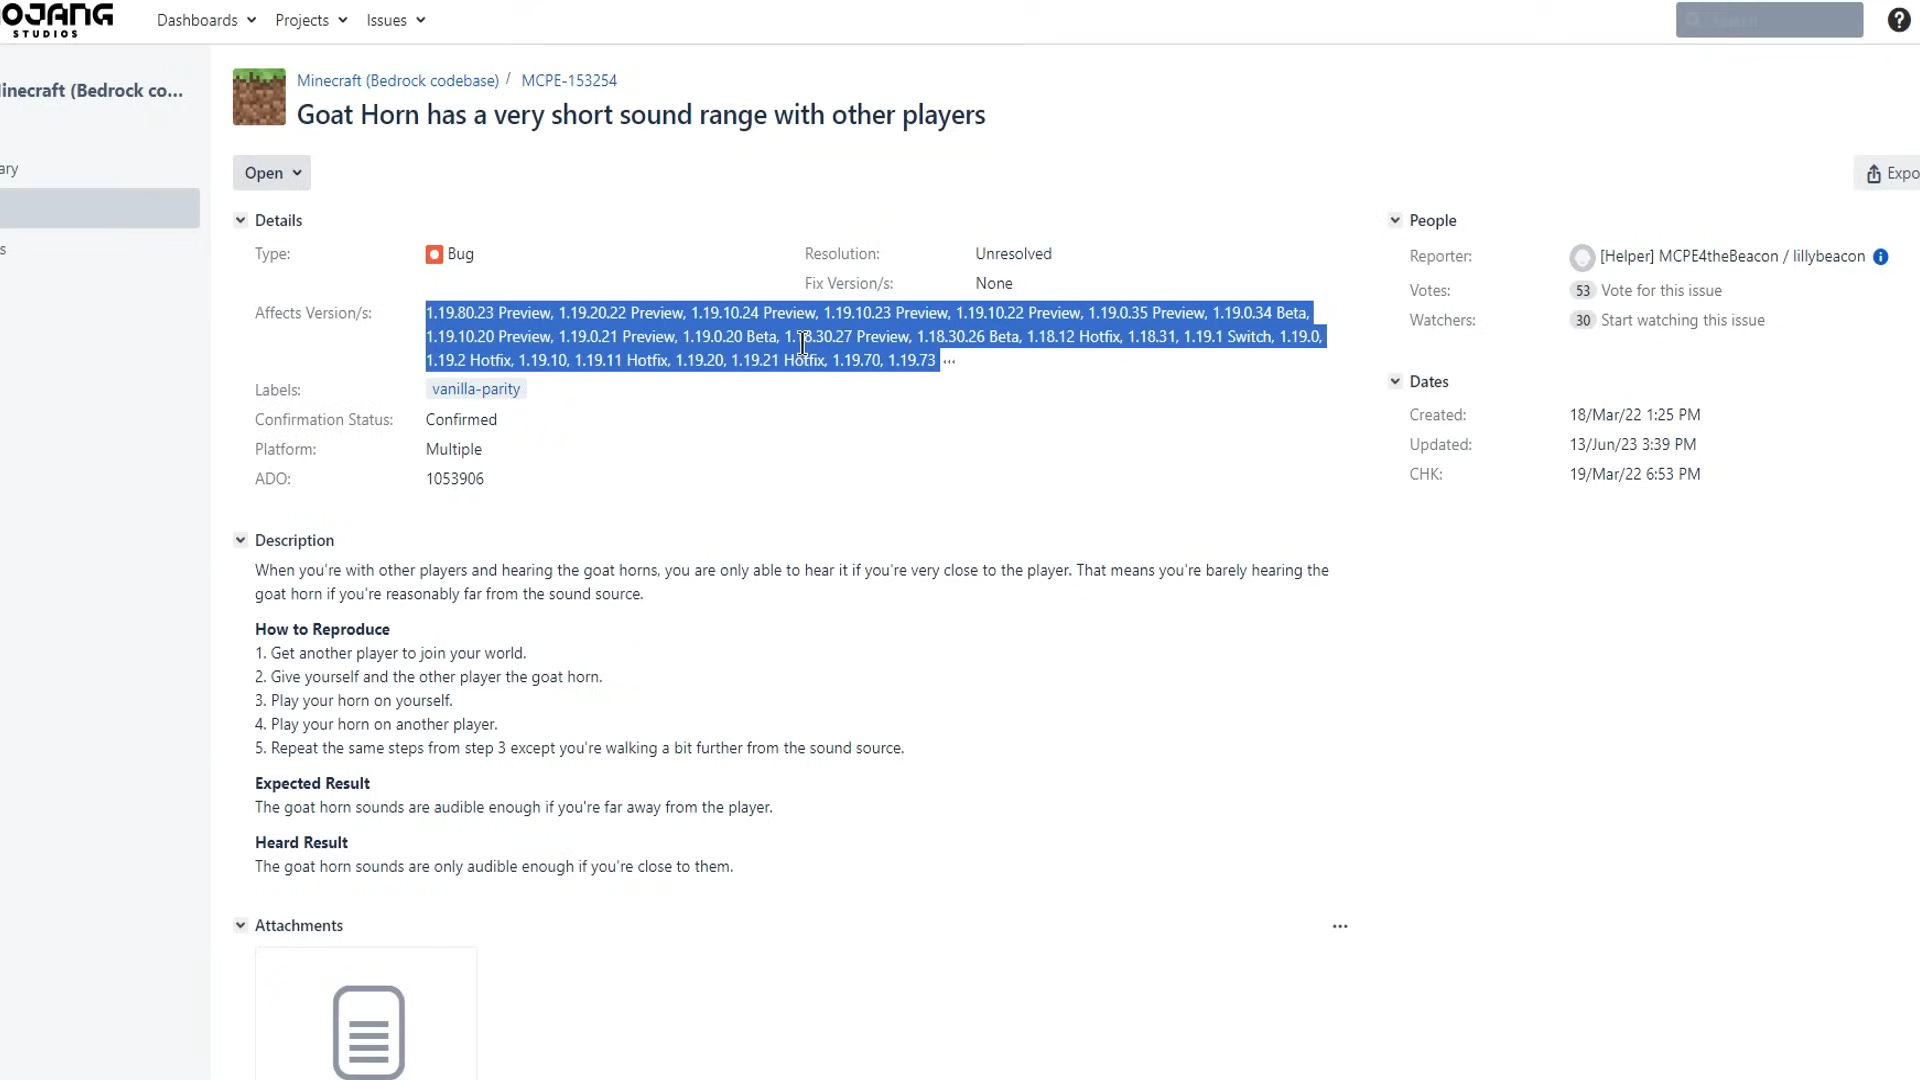 OJANG
STUDIOS
Dashboards
Projects
Issues
inecraft (Bedrock co...
ary
s
Minecraft (Bedrock codebase) / MCPE-153254
Goat Horn has a very short sound range with other players
Open
Expo
Details
Type:
Bug
Resolution:
Unresolved
Fix Version/s:
None
Affects Version/s:
1.19.80.23 Preview, 1.19.20.22 Preview, 1.19.10.24 Preview, 1.19.10.23 Preview, 1.19.10.22 Preview, 1.19.0.35 Preview, 1.19.0.34 Beta,
1.19.10.20 Preview, 1.19.0.21 Preview, 1.19.0.20 Beta, 1.18.30.27 Preview, 1.18.30.26 Beta, 1.18.12 Hotfix, 1.18.31, 1.19.1 Switch, 1.19.0,
1.19.2 Hotfix, 1.19.10, 1.19.11 Hotfix, 1.19.20, 1.19.21 Hotfix, 1.19.70, 1.19.73 ...
Labels:
vanilla-parity
Confirmation Status:
Confirmed
Platform:
Multiple
ADO:
1053906
People
Reporter:
[Helper] MCPE4theBeacon / lillybeacon
Votes:
53 Vote for this issue
Watchers:
30 Start watching this issue
Dates
Created:
18/Mar/22 1:25 PM
Updated:
13/Jun/23 3:39 PM
CHK:
19/Mar/22 6:53 PM
Description
When you're with other players and hearing the goat horns, you are only able to hear it if you're very close to the player. That means you're barely hearing the
goat horn if you're reasonably far from the sound source.
How to Reproduce
1. Get another player to join your world.
2. Give yourself and the other player the goat horn.
3. Play your horn on yourself.
4. Play your horn on another player.
5. Repeat the same steps from step 3 except you're walking a bit further from the sound source.
Expected Result
The goat horn sounds are audible enough if you're far away from the player.
Heard Result
The goat horn sounds are only audible enough if you're close to them.
Attachments